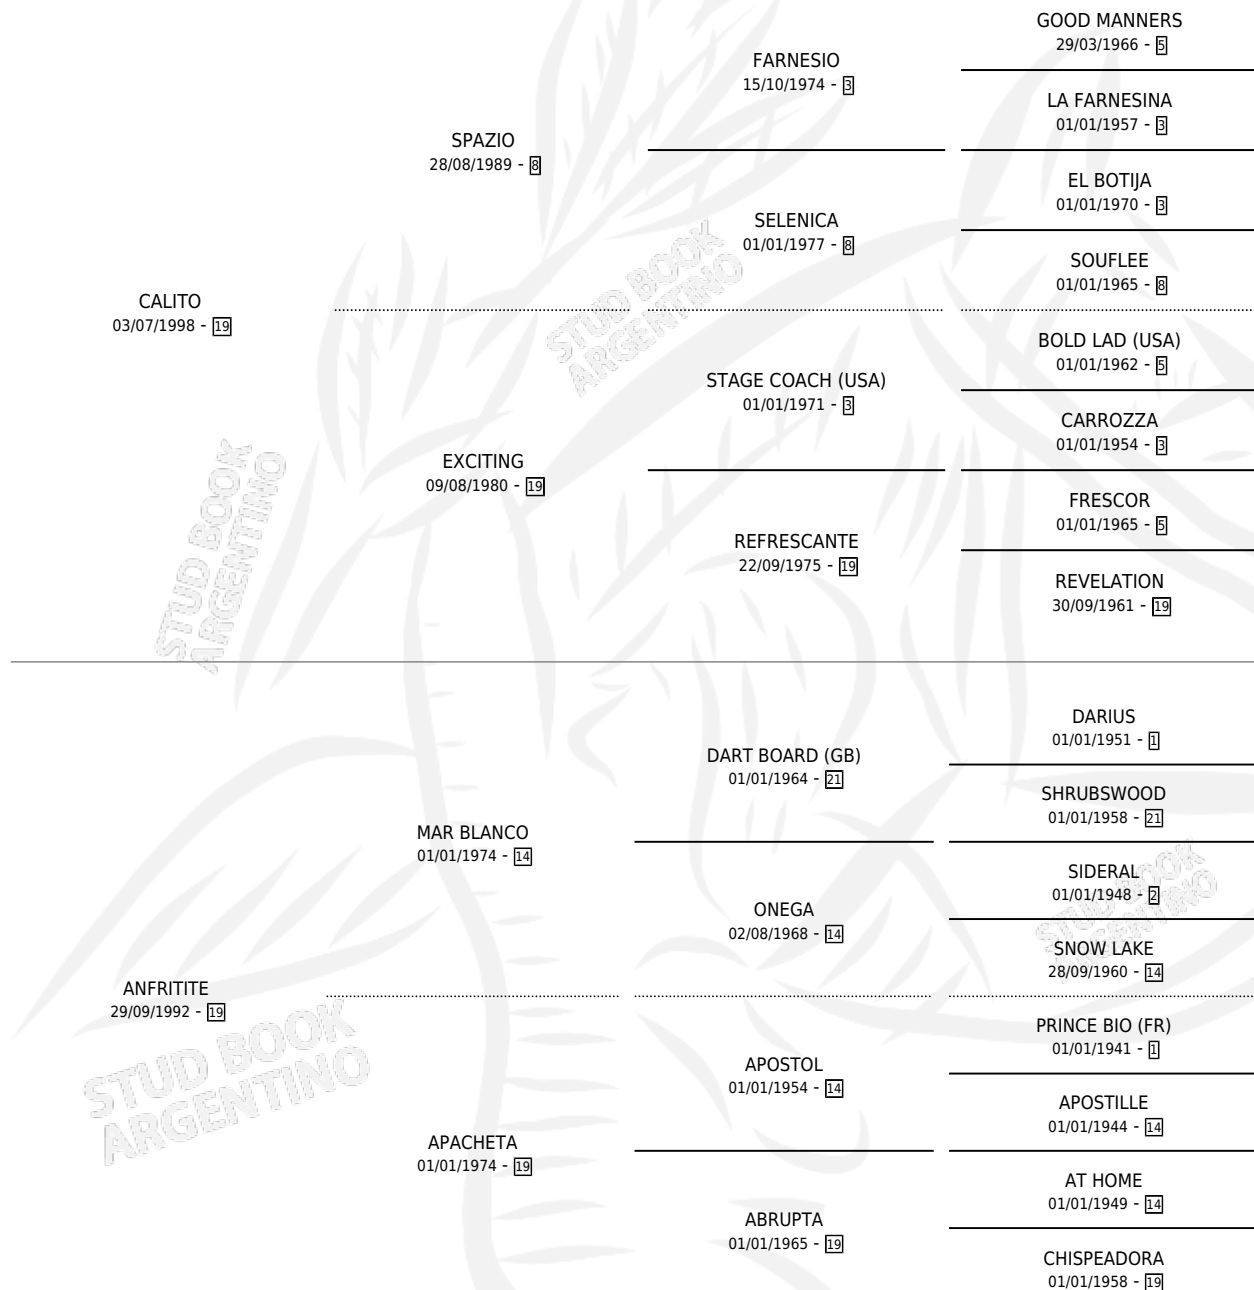 GOOD MANNERS
29/03/1966 - 5
FARNESIO
15/10/1974 - 3
LA FARNESINA
01/01/1957 - 3
SPAZIO
28/08/1989 - 8
EL BOTIJA
01/01/1970 - 3
SELENICA
01/01/1977 - 8
SOUFLEE
01/01/1965 - 8
CALITO
03/07/1998 - 19
BOLD LAD (USA)
01/01/1962 - 5
STAGE COACH (USA)
01/01/1971 - 3
CARROZZA
01/01/1954 - 3
EXCITING
09/08/1980 - 19
FRESCOR
01/01/1965 - 5
REFRESCANTE
22/09/1975 - 19
REVELATION
30/09/1961 - 19
DARIUS
01/01/1951 - 1
DART BOARD (GB)
01/01/1964 - 21
SHRUBSWOOD
01/01/1958 - 21
MAR BLANCO
01/01/1974 - 14
SIDERAL
01/01/1948 - 2
ONEGA
02/08/1968 - 14
SNOW LAKE
28/09/1960 - 14
ANFRITITE
29/09/1992 - 19
PRINCE BIO (FR)
01/01/1941 - 1
APOSTOL
01/01/1954 - 14
APOSTILLE
01/01/1944 - 14
APACHETA
01/01/1974 - 19
AT HOME
01/01/1949 - 14
ABRUPTA
01/01/1965 - 19
CHISPEADORA
01/01/1958 - 19
STUD BOOK
ARGENTINO
STUD BOOK
ARGENTINO
STUD BOOK
ARGENTINO
STUD BOOK
ARGENTINO